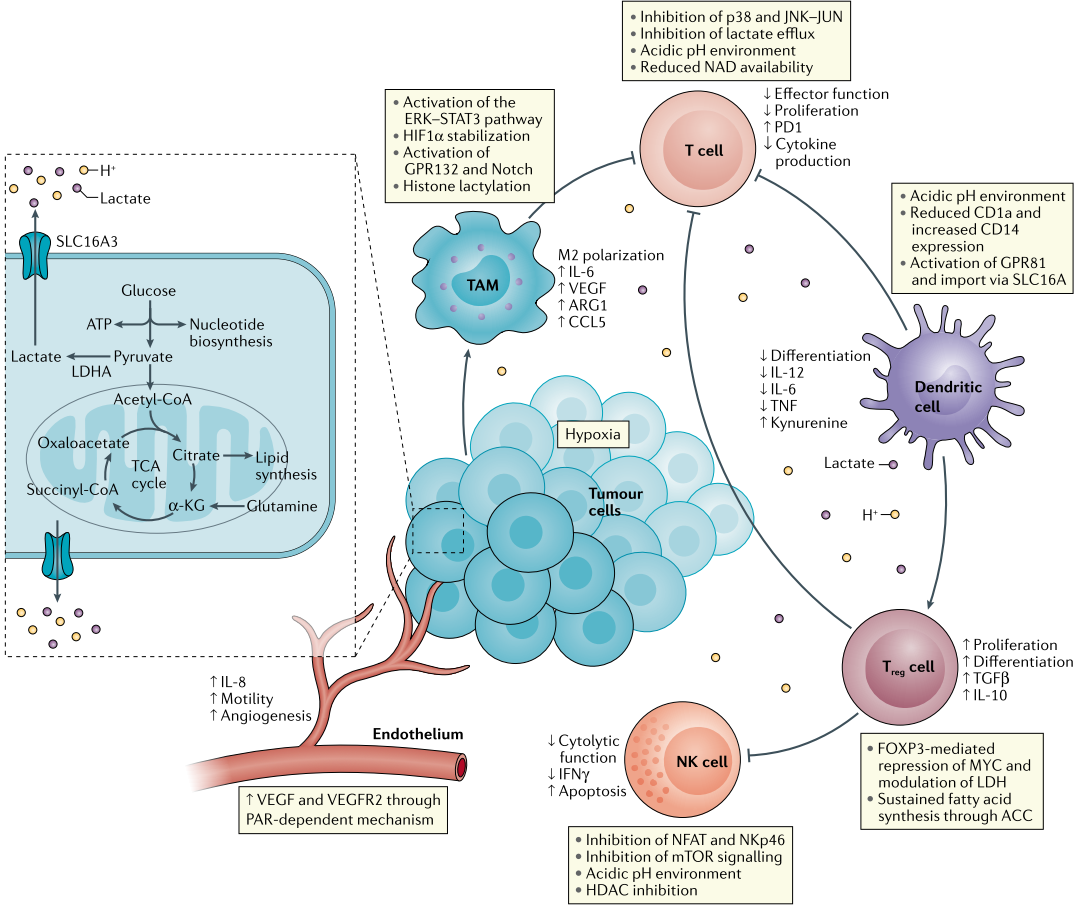 • Inhibition of p38 and JNK–JUN
• Inhibition of lactate efflux
• Acidic pH environment
• Reduced NAD availability
↓ Effector function
↓ Proliferation
↑ PD1
↓ Cytokine
production
T cell
• Activation of the
ERK–STAT3 pathway
• HIF1α stabilization
• Activation of
GPR132 and Notch
• Histone lactylation
TAM
M2 polarization
↑ IL-6
↑ VEGF
↑ ARG1
↑ CCL5
• Acidic pH environment
• Reduced CD1a and
increased CD14
expression
• Activation of GPR81
and import via SLC16A
Dendritic
cell
↓ Differentiation
↓ IL-12
↓ IL-6
↓ TNF
↑ Kynurenine
Lactate
H⁺
H⁺
Lactate
SLC16A3
Glucose
ATP
Nucleotide
biosynthesis
Lactate
Pyruvate
LDHA
Acetyl-CoA
Oxaloacetate
Citrate
Lipid
synthesis
TCA
cycle
Succinyl-CoA
α-KG
Glutamine
Hypoxia
Tumour
cells
↑ IL-8
↑ Motility
↑ Angiogenesis
Endothelium
↑ VEGF and VEGFR2 through
PAR-dependent mechanism
Treg cell
↑ Proliferation
↑ Differentiation
↑ TGFβ
↑ IL-10
• FOXP3-mediated
repression of MYC and
modulation of LDH
• Sustained fatty acid
synthesis through ACC
↓ Cytolytic
function
↓ IFNγ
↑ Apoptosis
NK cell
• Inhibition of NFAT and NKp46
• Inhibition of mTOR signalling
• Acidic pH environment
• HDAC inhibition